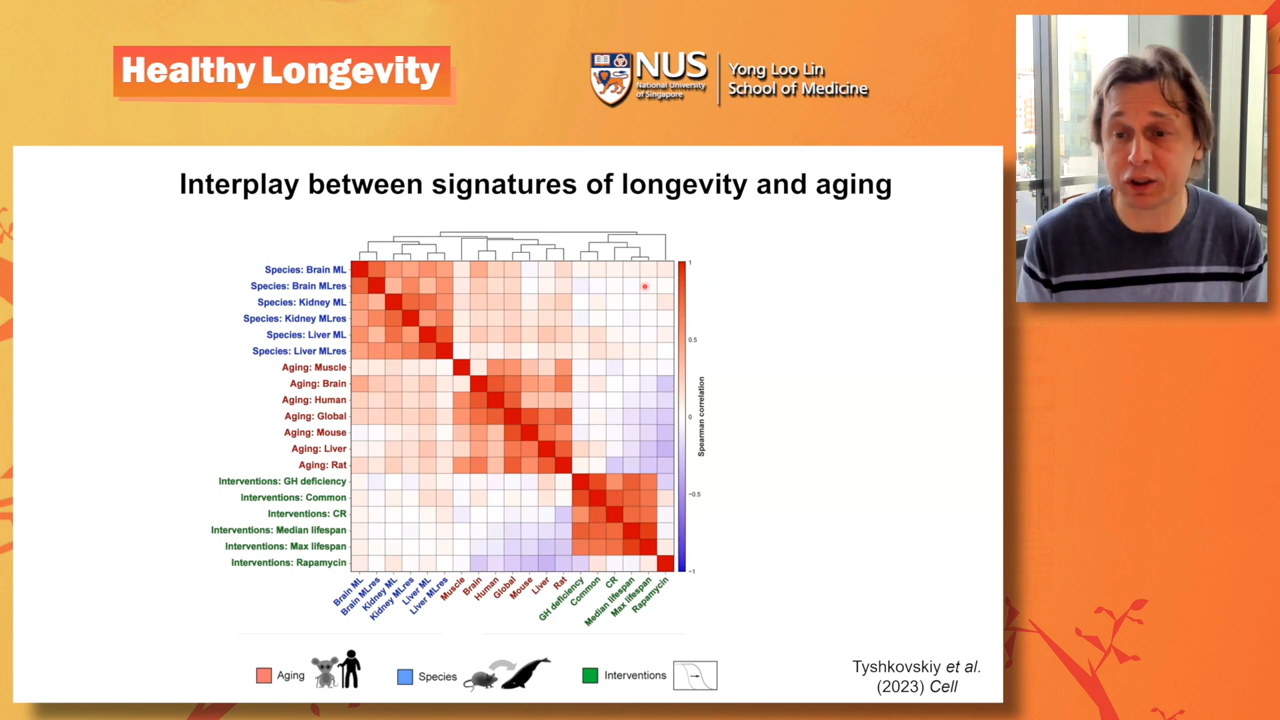 Healthy Longevity
NUS
National University
of Singapore
Yong Loo Lin
School of Medicine
Interplay between signatures of longevity and aging
Species: Brain ML
Species: Brain MLres
Species: Kidney ML
Species: Kidney MLres
Species: Liver ML
Species: Liver MLres
Aging: Muscle
Aging: Brain
Aging: Human
Aging: Global
Aging: Mouse
Aging: Liver
Aging: Rat
Interventions: GH deficiency
Interventions: Common
Interventions: CR
Interventions: Median lifespan
Interventions: Max lifespan
Interventions: Rapamycin
1
0.5
0
−0.5
−1
Spearman correlation
Brain ML
Brain MLres
Kidney ML
Kidney MLres
Liver ML
Liver MLres
Muscle
Brain
Human
Global
Mouse
Liver
Rat
GH deficiency
Common
CR
Median lifespan
Max lifespan
Rapamycin
Aging
Species
Interventions
Tyshkovskiy et al.
(2023) Cell